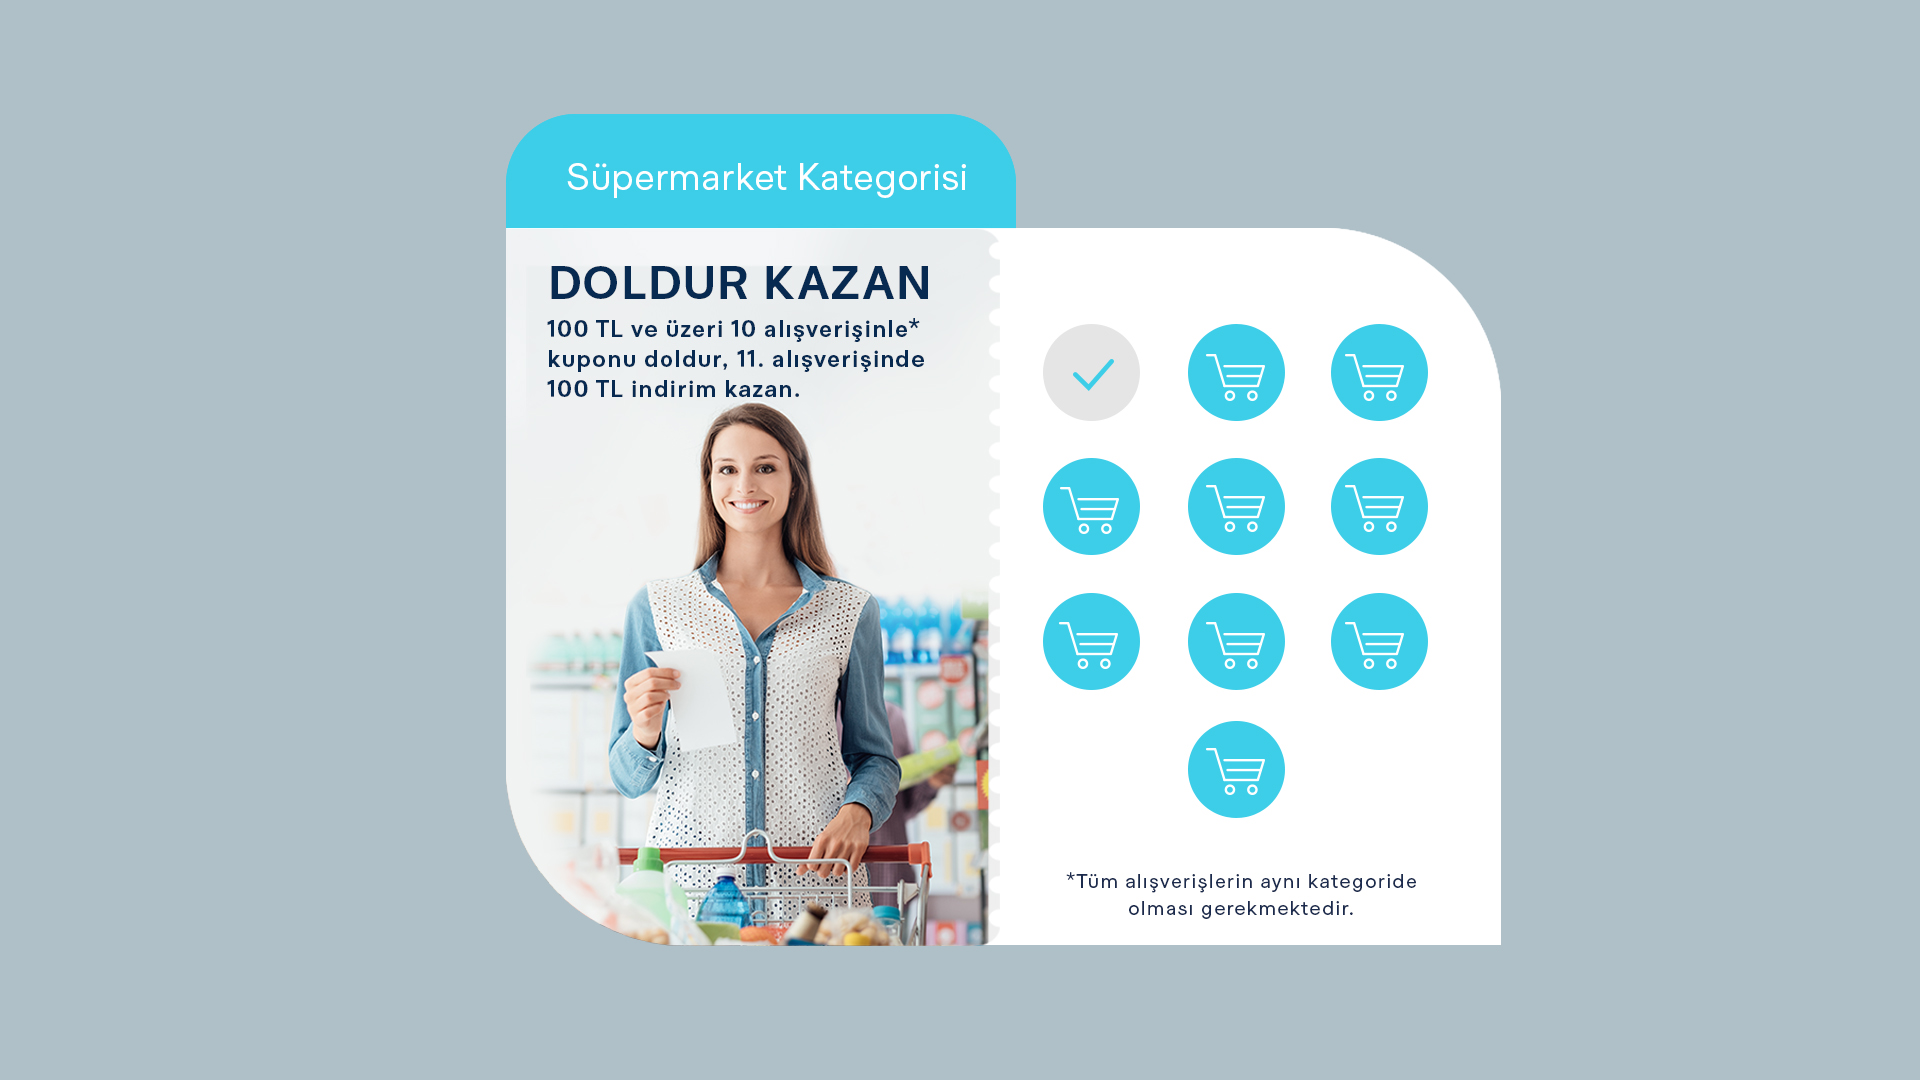 Süpermarket Kategorisi
DOLDUR KAZAN
100 TL ve üzeri 10 alışverişinle*
kuponu doldur, 11. alışverişinde
100 TL indirim kazan.
*Tüm alışverişlerin aynı kategoride
olması gerekmektedir.